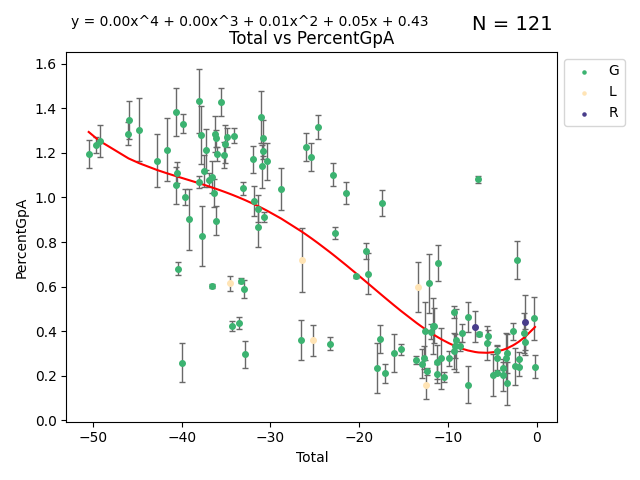 y = 0.00x^4 + 0.00x^3 + 0.01x^2 + 0.05x + 0.43
N = 121
Total vs PercentGpA
G
L
R
PercentGpA
1.6
1.4
1.2
1.0
0.8
0.6
0.4
0.2
0.0
−50 −40 −30 −20 −10 0
Total